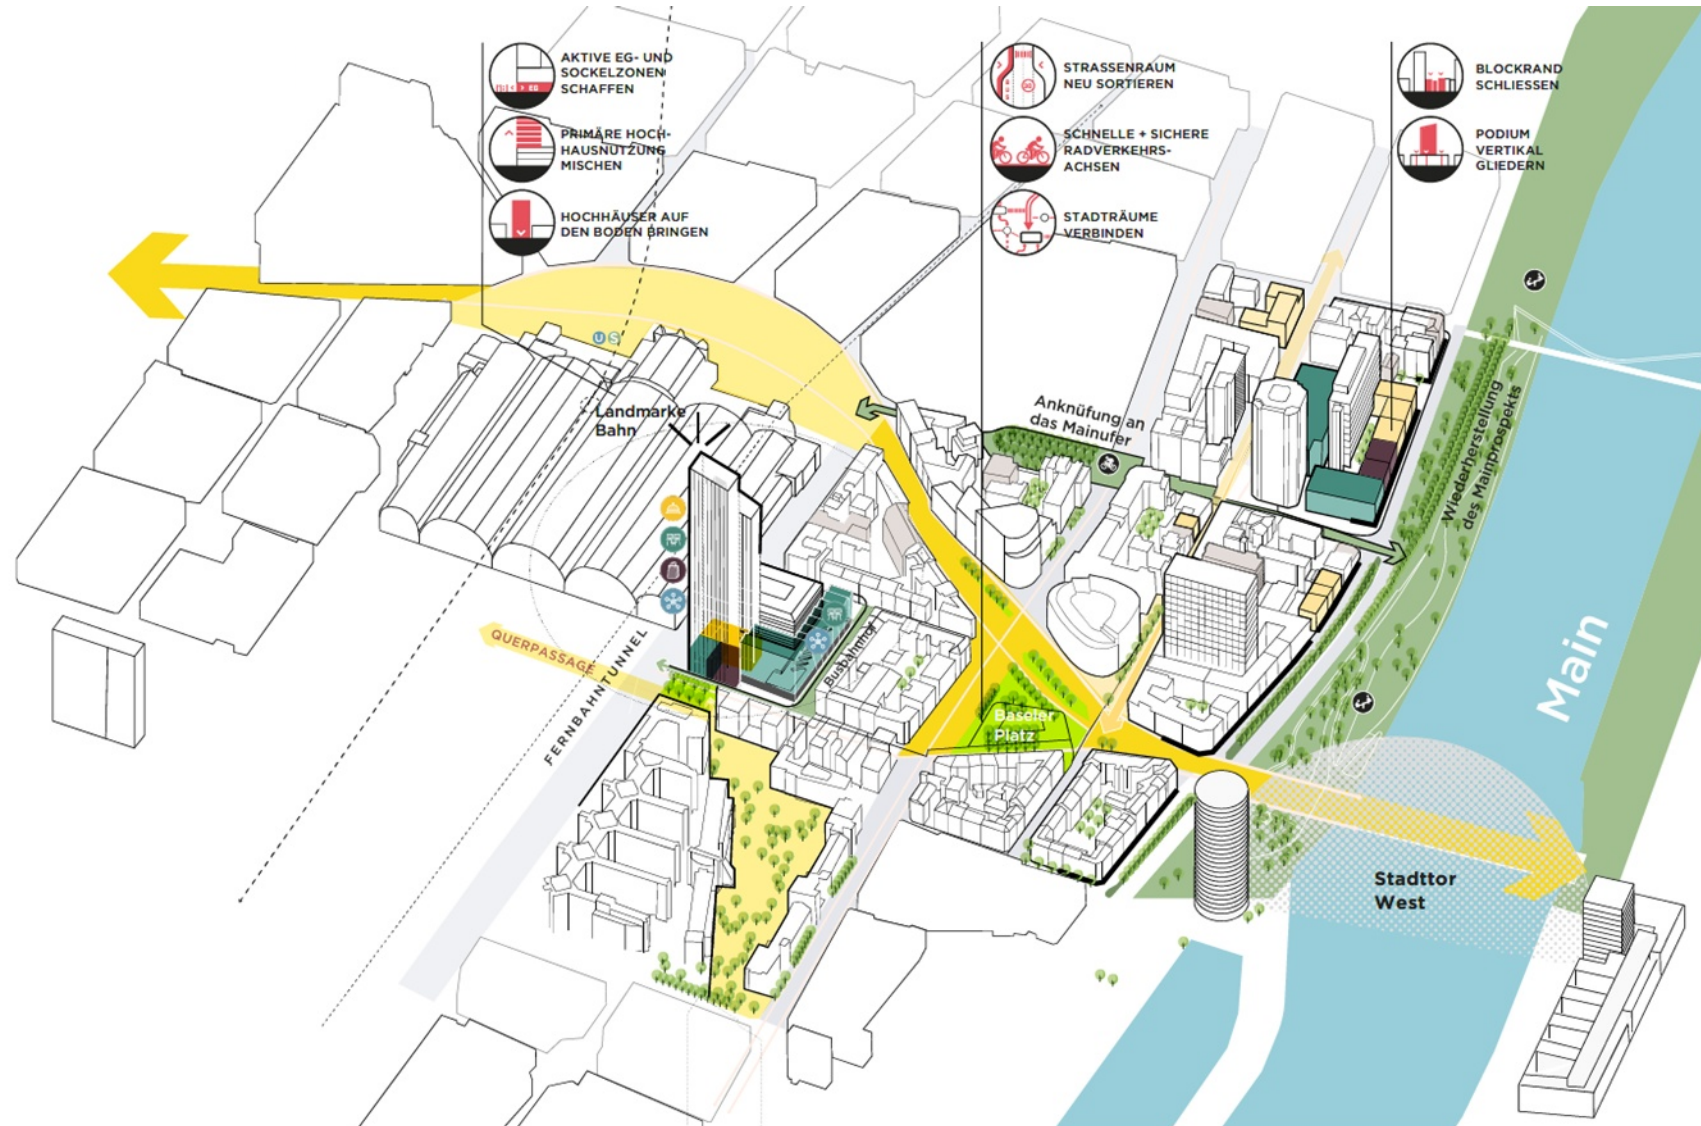 AKTIVE EG- UND
SOCKELZONEN
SCHAFFEN
PRIMÄRE HOCH-
HAUSNUTZUNG
MISCHEN
HOCHHÄUSER AUF
DEN BODEN BRINGEN
STRASSENRAUM
NEU SORTIEREN
SCHNELLE + SICHERE
RADVERKEHRS-
ACHSEN
STADTRÄUME
VERBINDEN
BLOCKRAND
SCHLIESSEN
PODIUM
VERTIKAL
GLIEDERN
U S
Landmarke
Bahn
Anknüfung an
das Mainufer
Wiederherstellung
des Mainprospekts
QUERPASSAGE
FERNBAHNTUNNEL
Busbahnhof
Baseler
Platz
Main
Stadttor
West